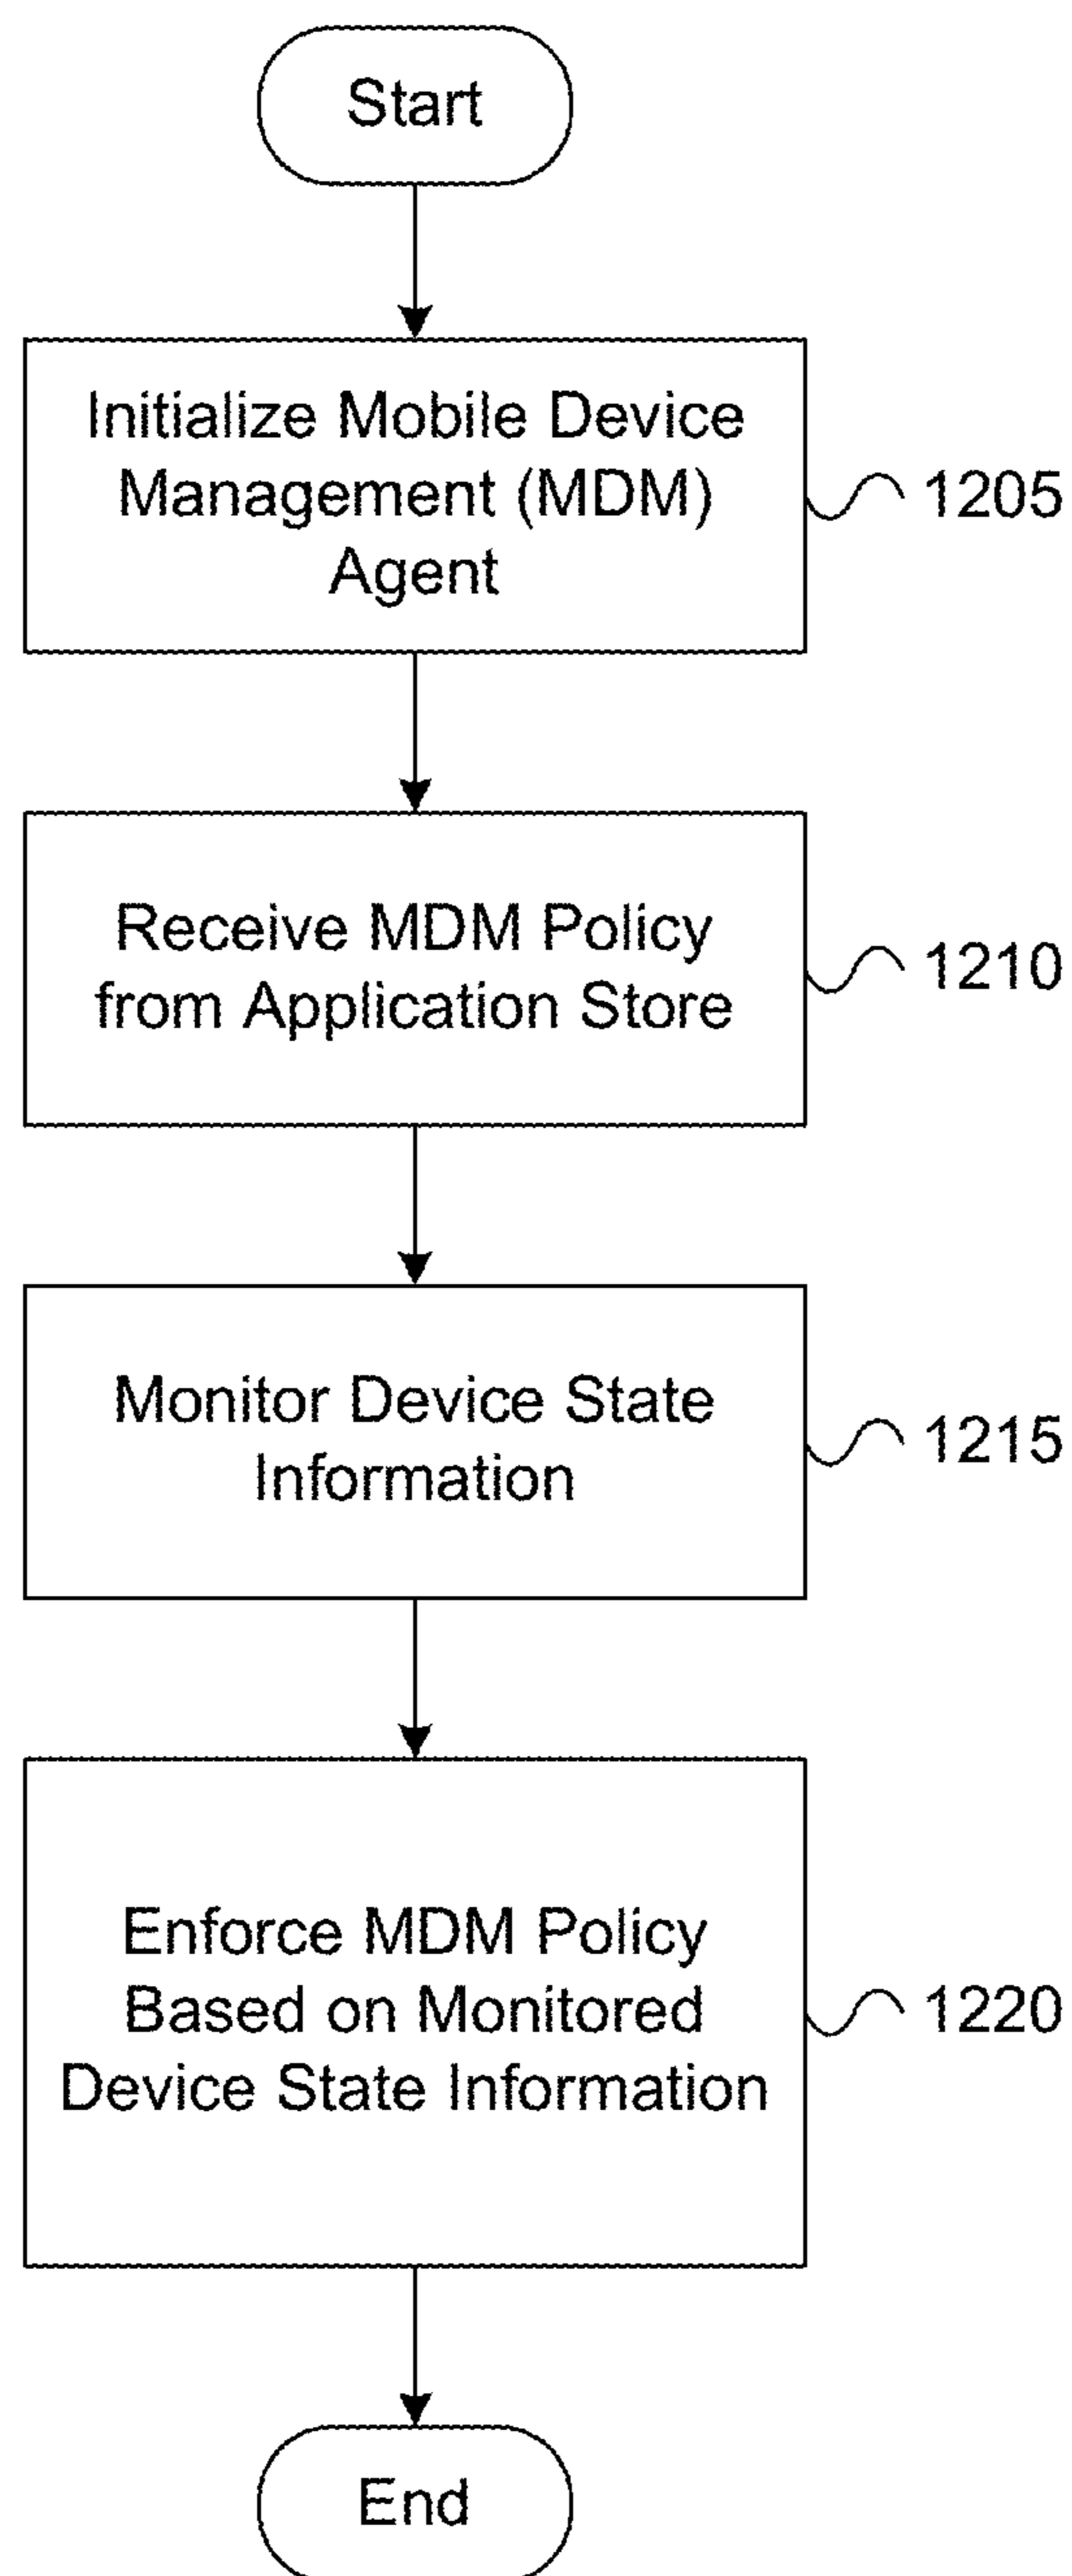 Start
Initialize Mobile Device
Management (MDM)
Agent
1205
Receive MDM Policy
from Application Store
1210
Monitor Device State
Information
1215
Enforce MDM Policy
Based on Monitored
Device State Information
1220
End